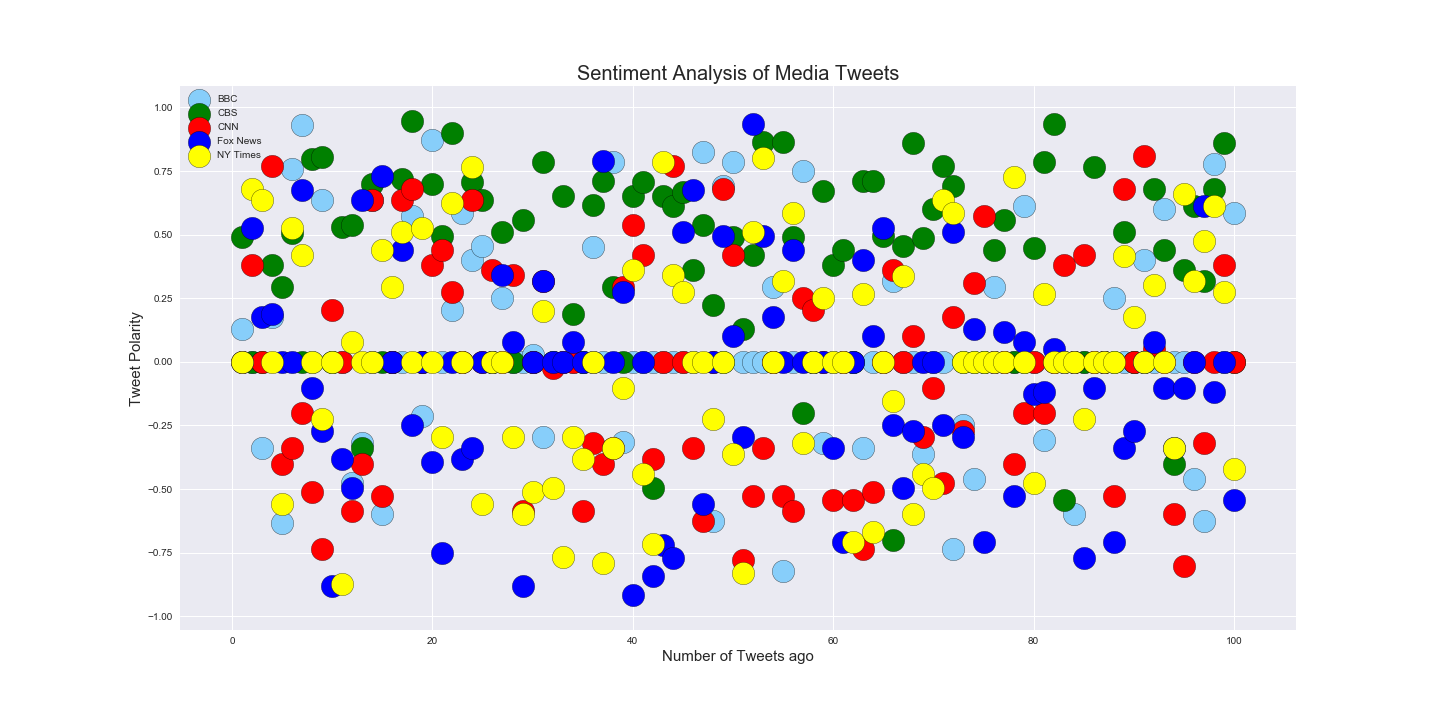 Sentiment Analysis of Media Tweets
BBC
CBS
CNN
Fox News
NY Times
1.00
0.75
0.50
0.25
0.00
−0.25
−0.50
−0.75
−1.00
Tweet Polarity
0 20 40 60 80 100
Number of Tweets ago